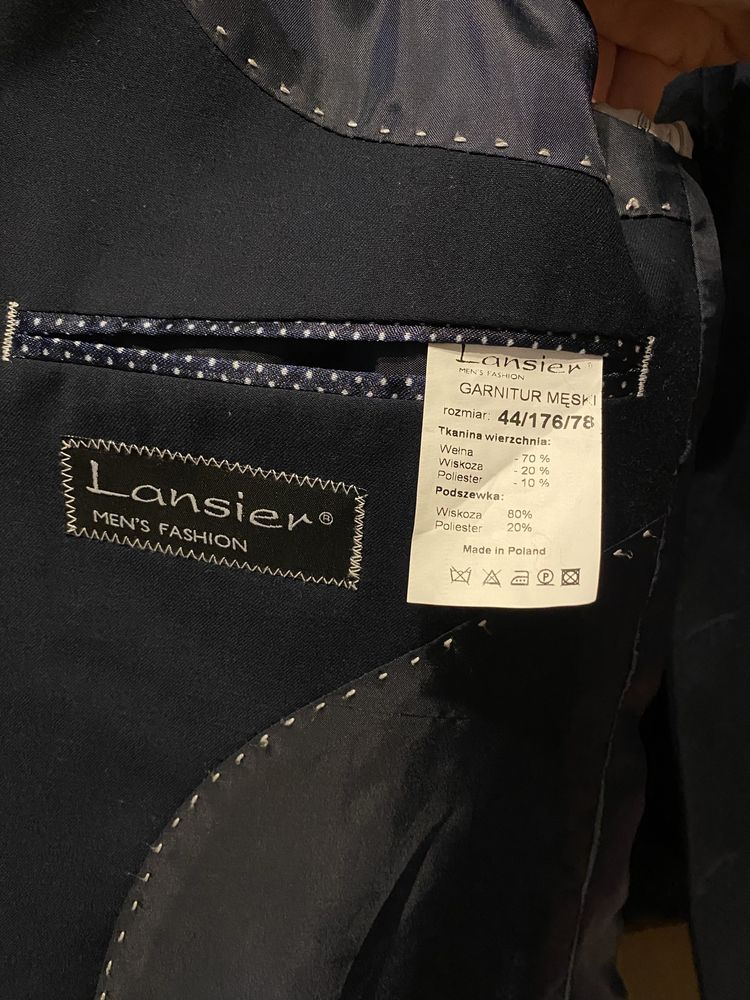 Lansier®
MEN'S FASHION
GARNITUR MĘSKI
rozmiar: 44/176/78
Tkanina wierzchnia:
Wełna - 70 %
Wiskoza - 20 %
Poliester - 10 %
Podszewka:
Wiskoza 80%
Poliester 20%
Made in Poland
P
Lansier®
MEN'S FASHION